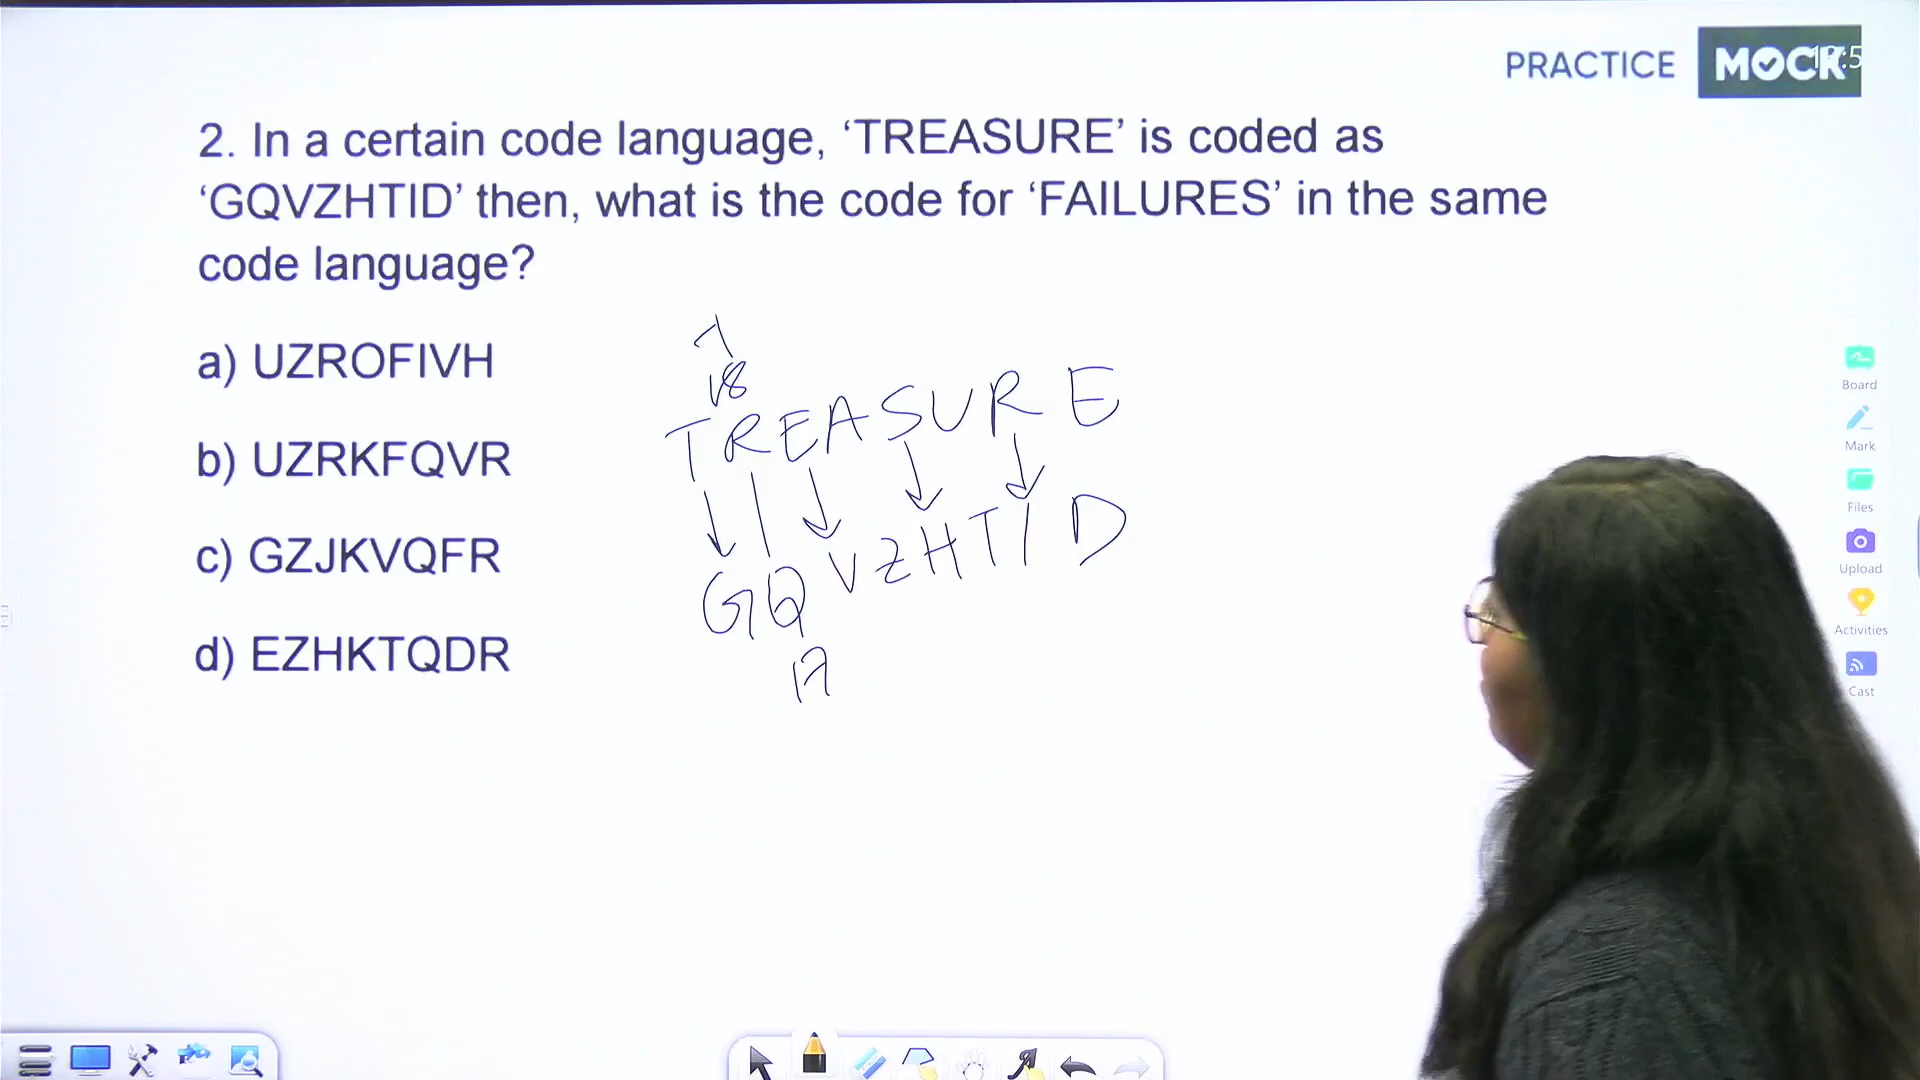 PRACTICE MOCK
2. In a certain code language, ‘TREASURE’ is coded as
‘GQVZHTID’ then, what is the code for ‘FAILURES’ in the same
code language?
a) UZROFIVH
b) UZRKFQVR
c) GZJKVQFR
d) EZHKTQDR
7
18
TREASURE
GQVZHTID
17
Board
Mark
Files
Upload
Activities
Cast